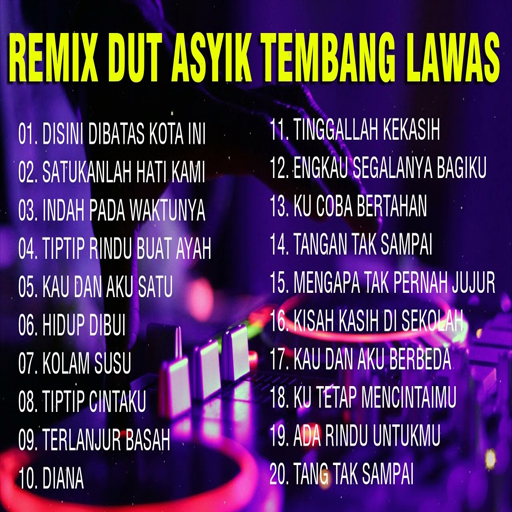 REMIX DUT ASYIK TEMBANG LAWAS
01. DISINI DIBATAS KOTA INI
02. SATUKANLAH HATI KAMI
03. INDAH PADA WAKTUNYA
04. TIPTIP RINDU BUAT AYAH
05. KAU DAN AKU SATU
06. HIDUP DIBUI
07. KOLAM SUSU
08. TIPTIP CINTAKU
09. TERLANJUR BASAH
10. DIANA
11. TINGGALLAH KEKASIH
12. ENGKAU SEGALANYA BAGIKU
13. KU COBA BERTAHAN
14. TANGAN TAK SAMPAI
15. MENGAPA TAK PERNAH JUJUR
16. KISAH KASIH DI SEKOLAH
17. KAU DAN AKU BERBEDA
18. KU TETAP MENCINTAIMU
19. ADA RINDU UNTUKMU
20. TANG TAK SAMPAI